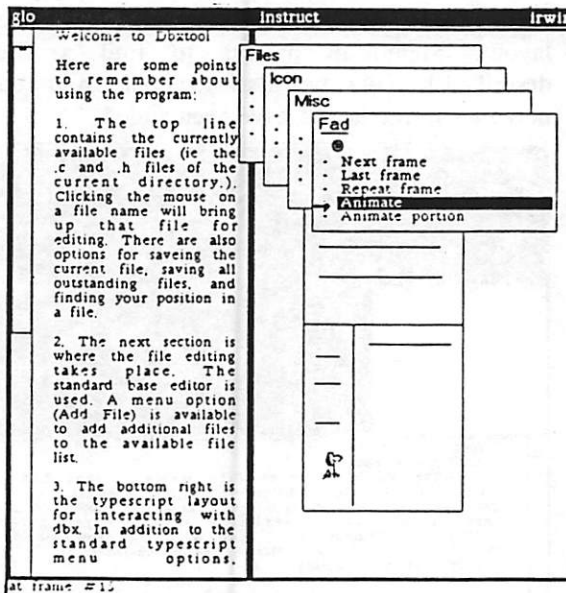 glo instruct irwin
Welcome to Dbxtool
Here are some points
to remember about
using the program:
1. The top line
contains the currently
available files (ie the
.c and .h files of the
current directory.).
Clicking the mouse on
a file name will bring
up that file for
editing. There are also
options for saveing the
current file, saving all
outstanding files, and
finding your position in
a file.
2. The next section is
where the file editing
takes place. The
standard base editor is
used. A menu option
(Add File) is available
to add additional files
to the available file
list.
3. The bottom right is
the typescript layout
for interacting with
dbx. In addition to the
standard typescript
menu options,
Files
Icon
Misc
Fad
Next frame
Last frame
Repeat frame
Animate
Animate portion
at frame #15